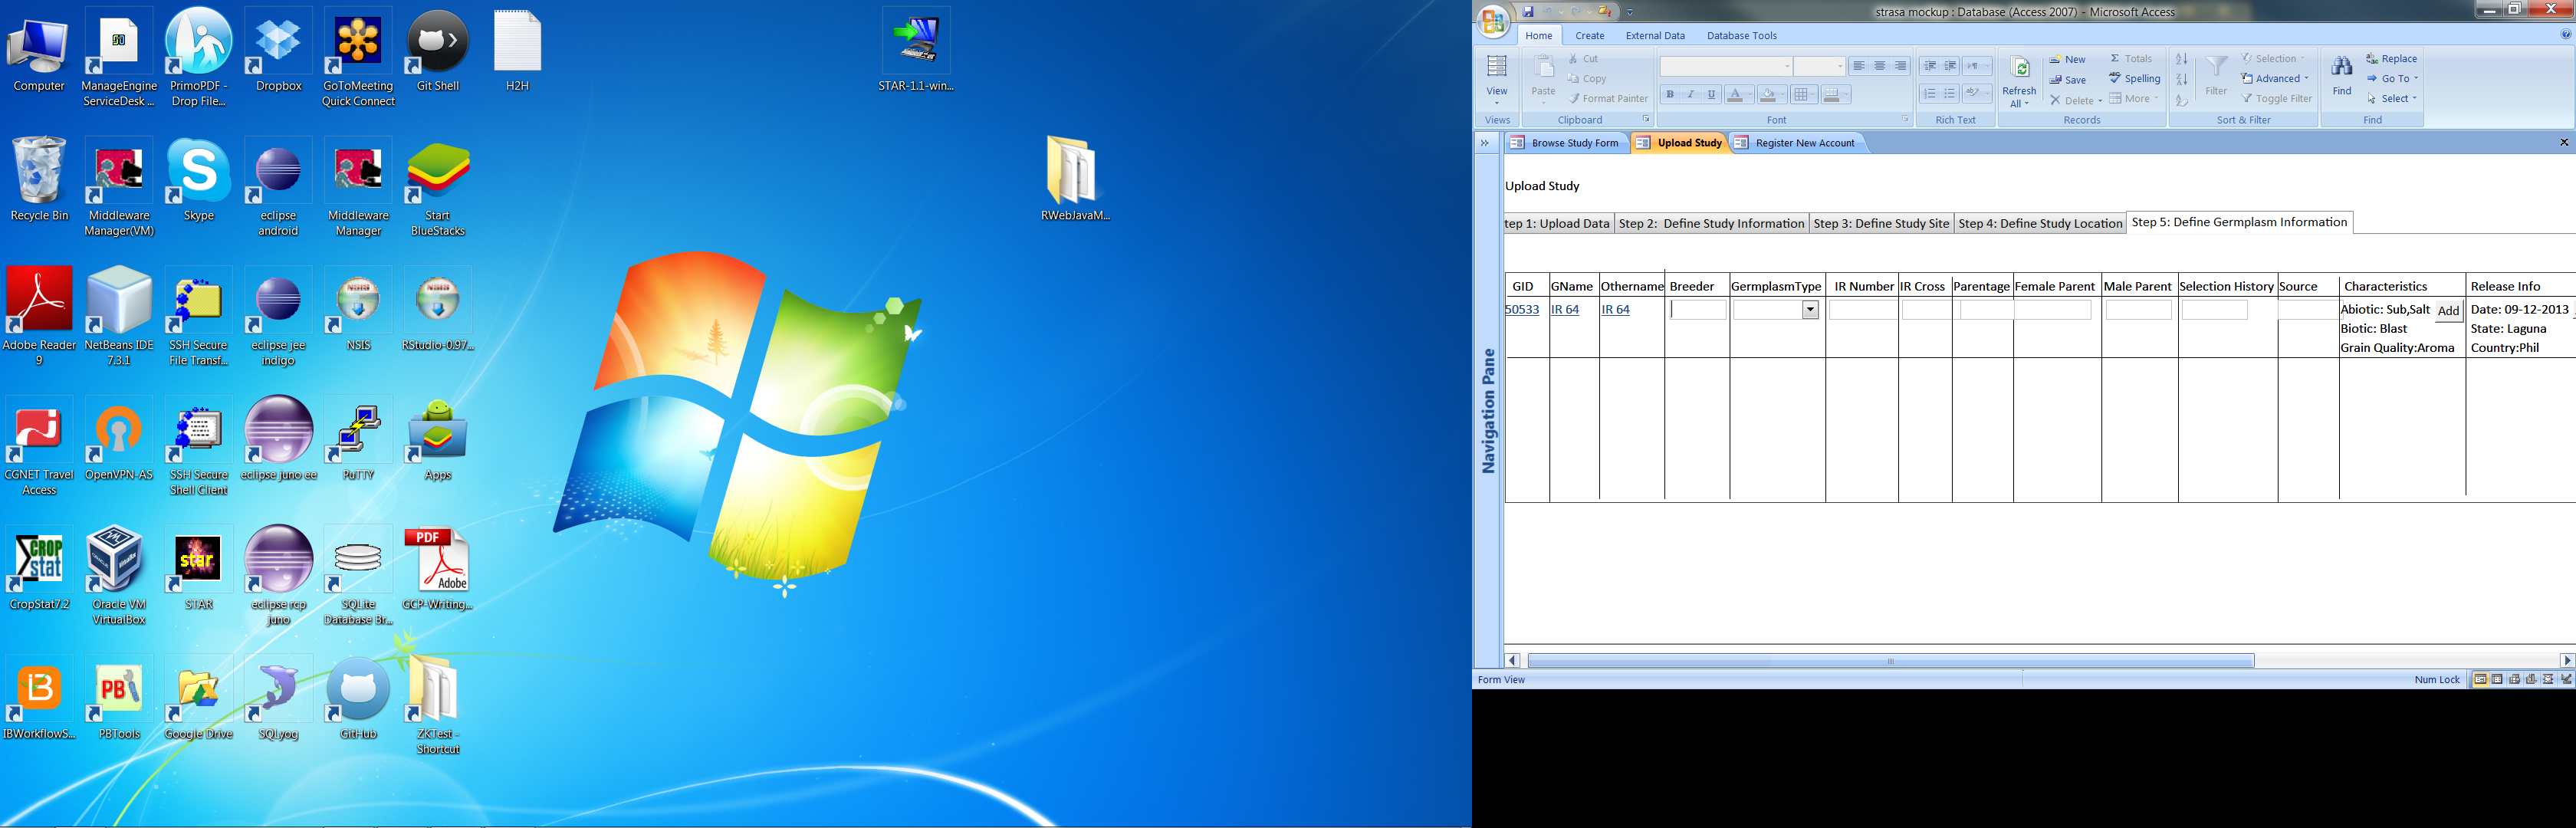 Computer
ManageEngine
ServiceDesk ...
PrimoPDF -
Drop File...
Dropbox
GoToMeeting
Quick Connect
Git Shell
H2H
STAR-1.1-win...
Recycle Bin
Middleware
Manager(VM)
Skype
eclipse
android
Middleware
Manager
Start
BlueStacks
RWebJavaM...
Adobe Reader
9
NetBeans IDE
7.3.1
SSH Secure
File Transf...
eclipse jee
indigo
NSIS
NSIS
RStudio-0.97...
NSIS
CGNET Travel
Access
OpenVPN-AS
SSH Secure
Shell Client
eclipse juno ee
PuTTY
Apps
CROP
stat
CropStat7.2
Oracle VM
VirtualBox
star
STAR
eclipse rcp
juno
SQLite
Database Br...
PDF
Adobe
GCP-Writing...
IBWorkflowS...
PB
PBTools
Google Drive
SQLyog
GitHub
ZKTest -
Shortcut
strasa mockup : Database (Access 2007) - Microsoft Access
Home Create External Data Database Tools
View
Views
Paste
Cut
Copy
Format Painter
Clipboard
B I U
Font
Rich Text
Refresh
All
New
Save
Delete
Totals
Spelling
More
Records
Filter
Selection
Advanced
Toggle Filter
Sort & Filter
Find
Replace
Go To
Select
Find
Browse Study Form Upload Study Register New Account
Navigation Pane
Upload Study
tep 1: Upload Data Step 2: Define Study Information Step 3: Define Study Site Step 4: Define Study Location Step 5: Define Germplasm Information
GID GName Othername Breeder GermplasmType IR Number IR Cross Parentage Female Parent Male Parent Selection History Source Characteristics Release Info
50533 IR 64 IR 64 Abiotic: Sub,Salt Add Date: 09-12-2013
Biotic: Blast State: Laguna
Grain Quality:Aroma Country:Phil
Form View Num Lock